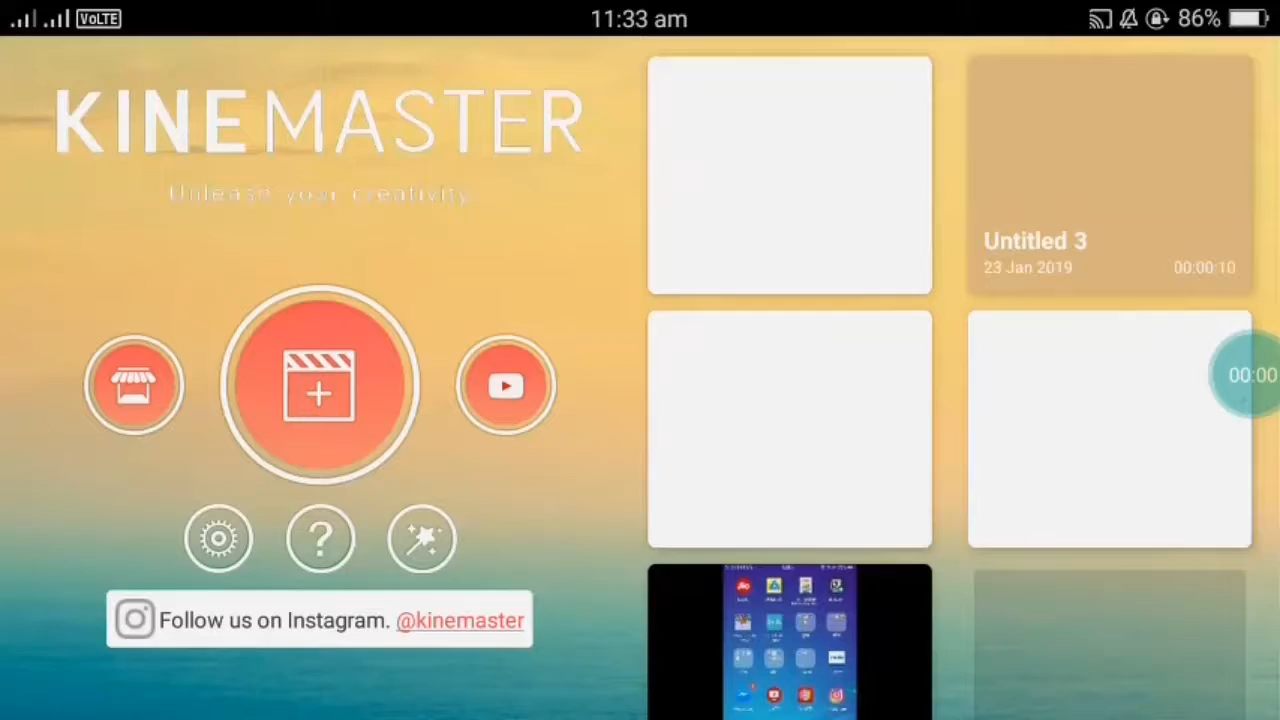 VoLTE 11:33 am 86%
KINEMASTER
Unleash your creativity
Untitled 3
23 Jan 2019 00:00:10
00:00
Follow us on Instagram. @kinemaster